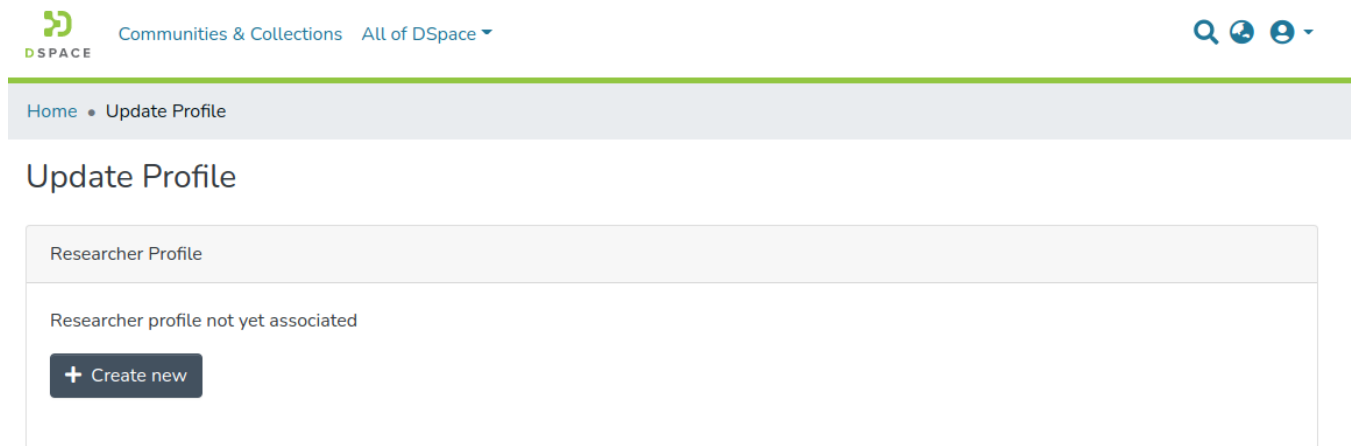 DSPACE
Communities & Collections All of DSpace
Home • Update Profile
Update Profile
Researcher Profile
Researcher profile not yet associated
+ Create new